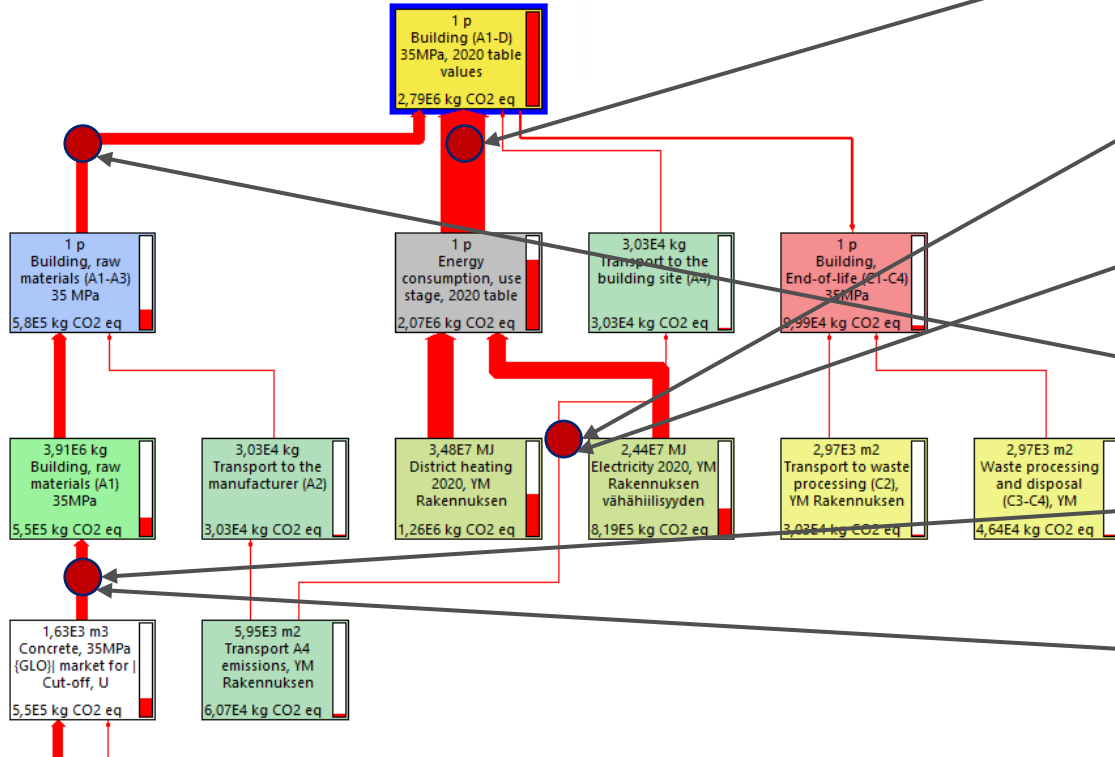 1 p
Building (A1-D)
35MPa, 2020 table
values
2,79E6 kg CO2 eq
1 p
Building, raw
materials (A1-A3)
35 MPa
5,8E5 kg CO2 eq
1 p
Energy
consumption, use
stage, 2020 table
2,07E6 kg CO2 eq
3,03E4 kg
Transport to the
building site (A4)
3,03E4 kg CO2 eq
1 p
Building,
End-of-life (C1-C4)
35MPa
9,99E4 kg CO2 eq
3,91E6 kg
Building, raw
materials (A1)
35MPa
5,5E5 kg CO2 eq
3,03E4 kg
Transport to the
manufacturer (A2)
3,03E4 kg CO2 eq
3,48E7 MJ
District heating
2020, YM
Rakennuksen
1,26E6 kg CO2 eq
2,44E7 MJ
Electricity 2020, YM
Rakennuksen
vähähiilisyyden
8,19E5 kg CO2 eq
2,97E3 m2
Transport to waste
processing (C2),
YM Rakennuksen
3,03E4 kg CO2 eq
2,97E3 m2
Waste processing
and disposal
(C3-C4), YM
4,64E4 kg CO2 eq
1,63E3 m3
Concrete, 35MPa
{GLO}| market for |
Cut-off, U
5,5E5 kg CO2 eq
5,95E3 m2
Transport A4
emissions, YM
Rakennuksen
6,07E4 kg CO2 eq